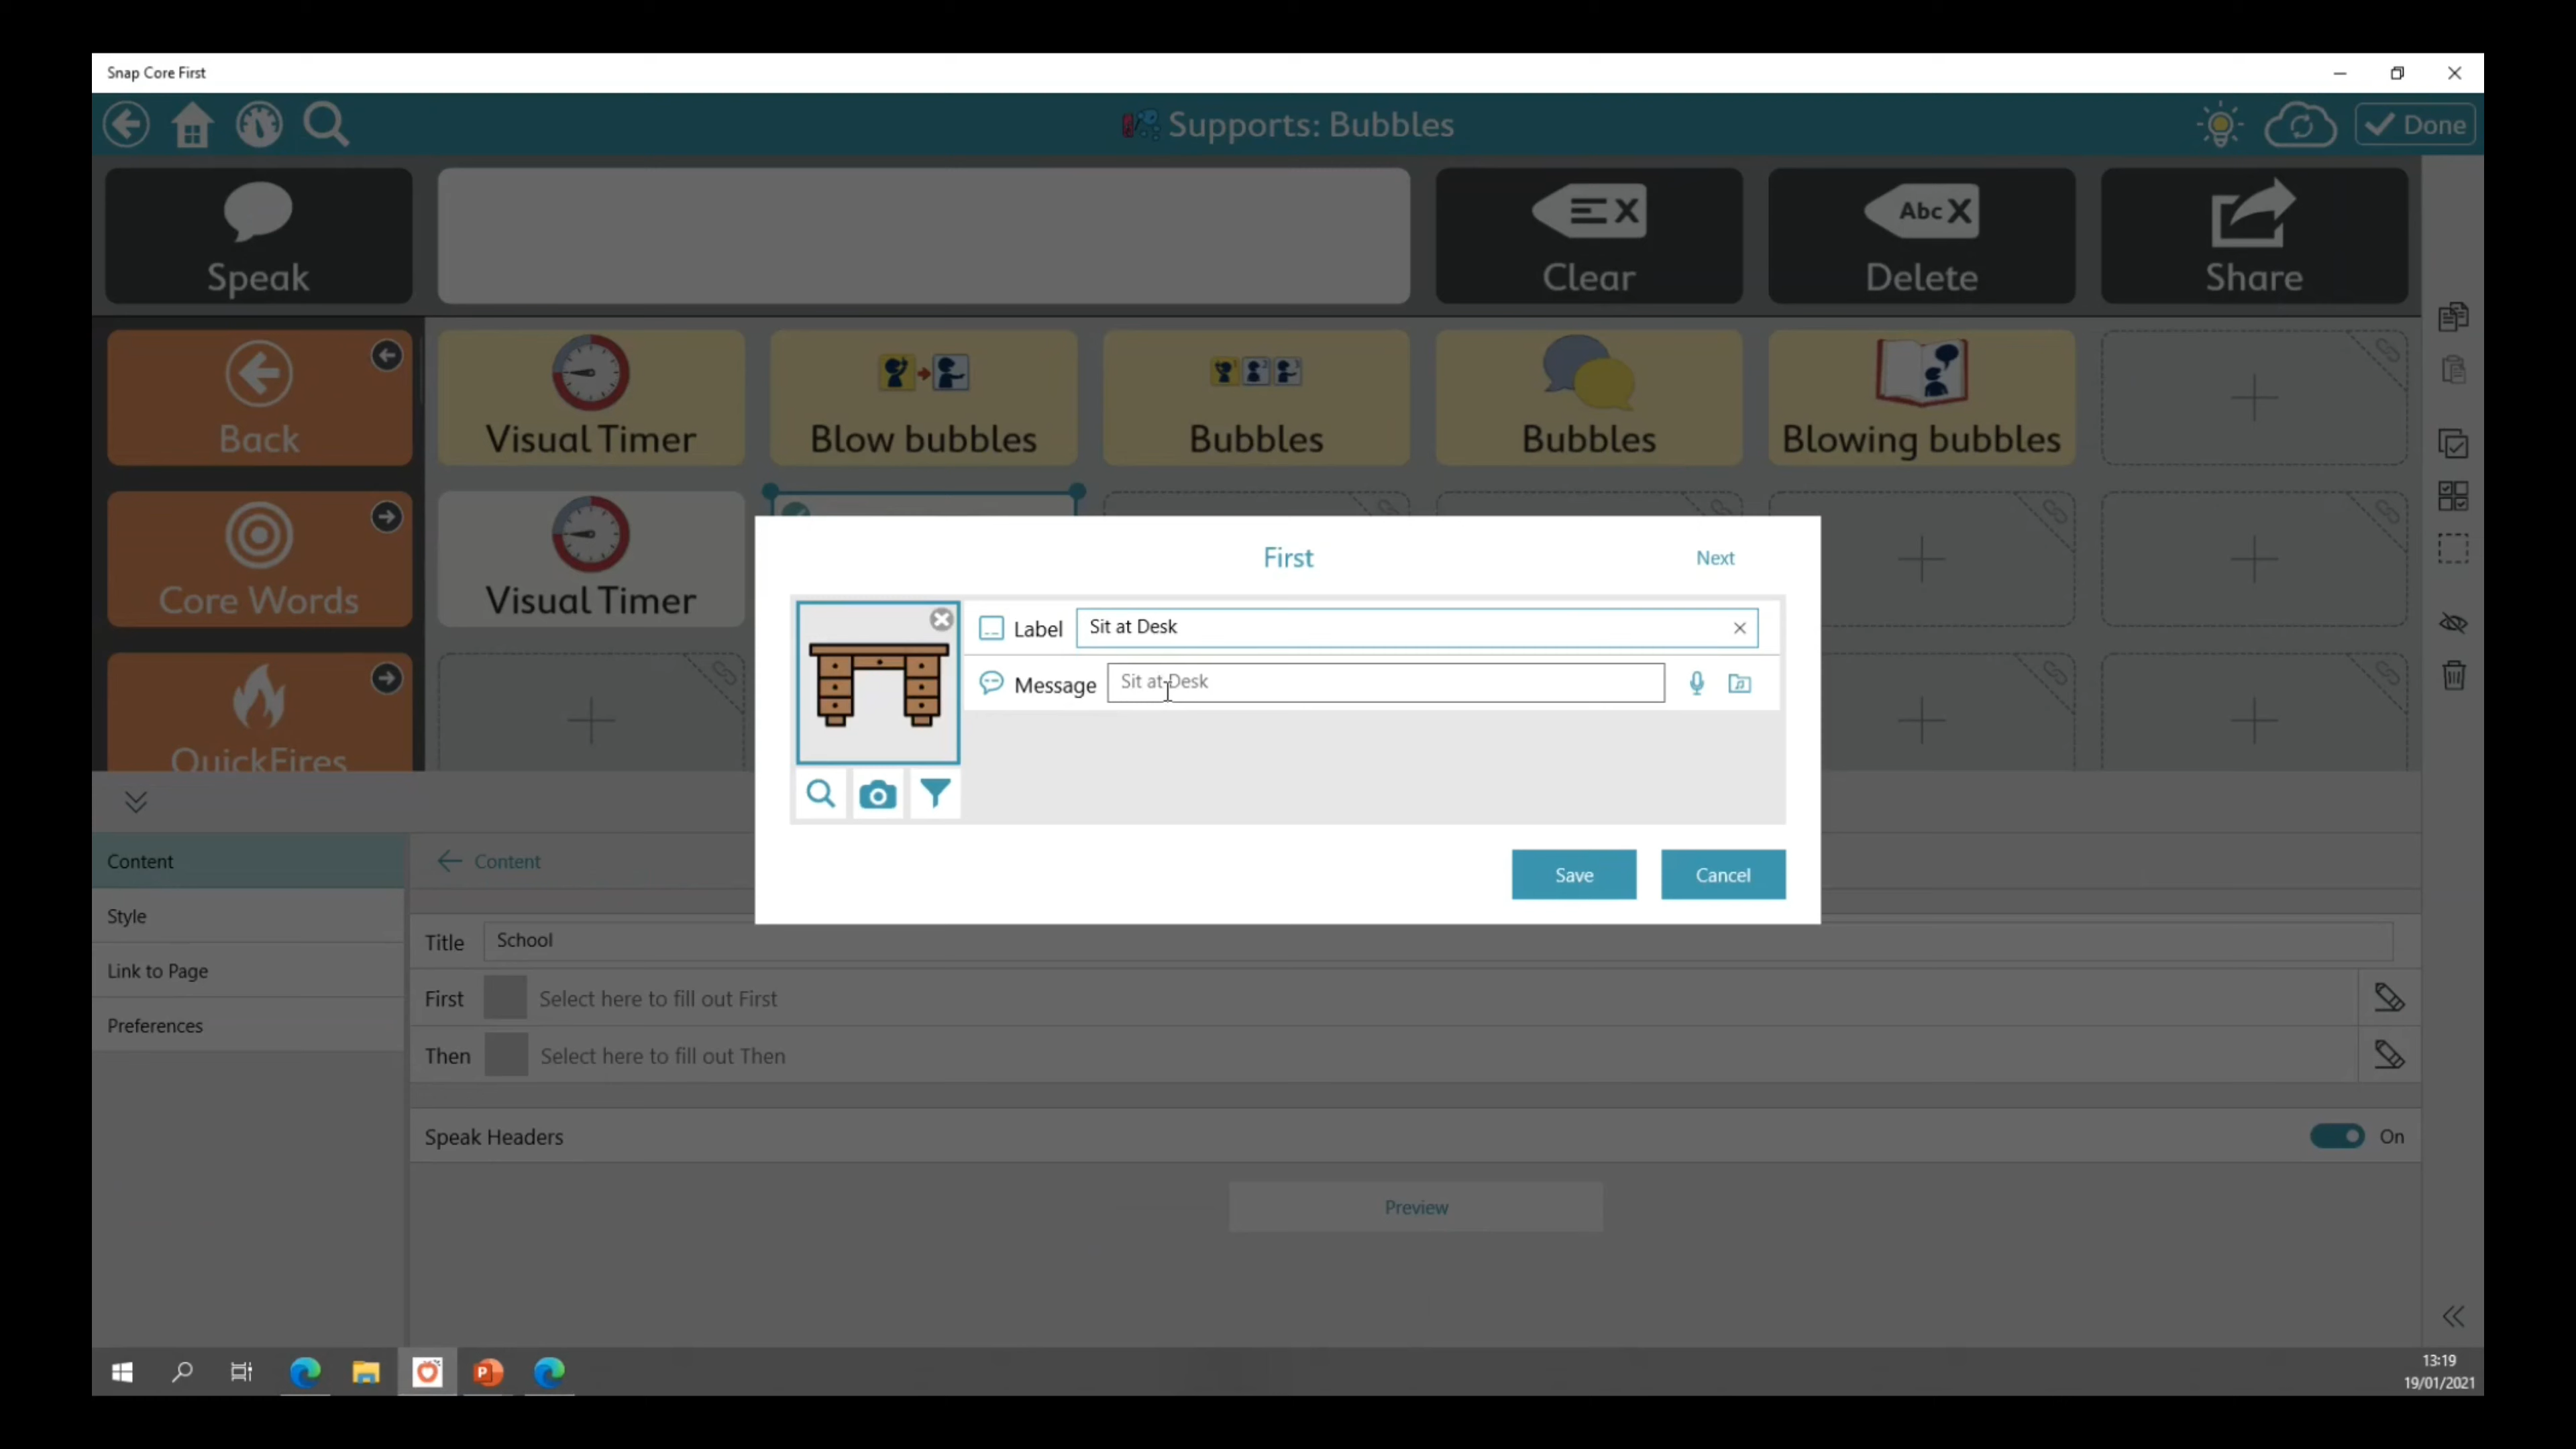 Snap Core First
Supports: Bubbles
Done
Speak
Clear
Abc X
Delete
Share
Back
Visual Timer
Blow bubbles
Bubbles
Bubbles
Blowing bubbles
Core Words
Visual Timer
QuickFires
First
Next
Label
Sit at Desk
Message
Sit at Desk
Save
Cancel
Content
Style
Link to Page
Preferences
Content
Title
School
First
Select here to fill out First
Then
Select here to fill out Then
Speak Headers
On
Preview
13:19
19/01/2021